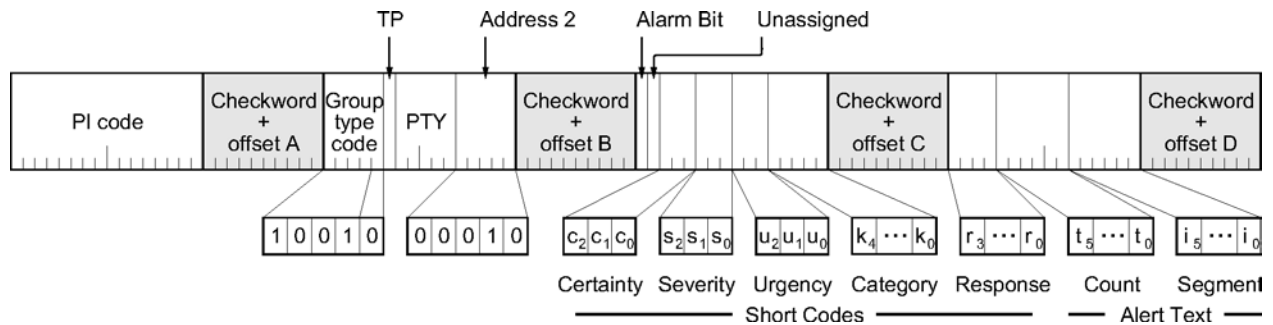 TP Address 2 Alarm Bit Unassigned
PI code
Checkword + offset A
Group type code
PTY
Checkword + offset B
Checkword + offset C
Checkword + offset D
1 0 0 1 0
0 0 0 1 0
c₂ c₁ c₀
s₂ s₁ s₀
u₂ u₁ u₀
k₄ ··· k₀
r₃ ··· r₀
t₅ ··· t₀
i₅ ··· i₀
Certainty Severity Urgency Category Response Count Segment
Short Codes Alert Text